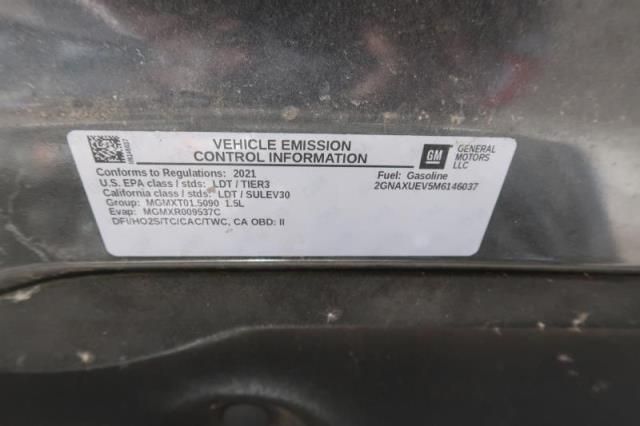 VEHICLE EMISSION
CONTROL INFORMATION
GM
GENERAL
MOTORS
LLC
Conforms to Regulations: 2021
U.S. EPA class / stds: LDT / TIER3
California class / stds: LDT / SULEV30
Group: MGMXT01.5090 1.5L
Evap: MGMXR009537C
DFI/HO2S/TC/CAC/TWC, CA OBD: II
Fuel: Gasoline
2GNAXUEV5M6146037